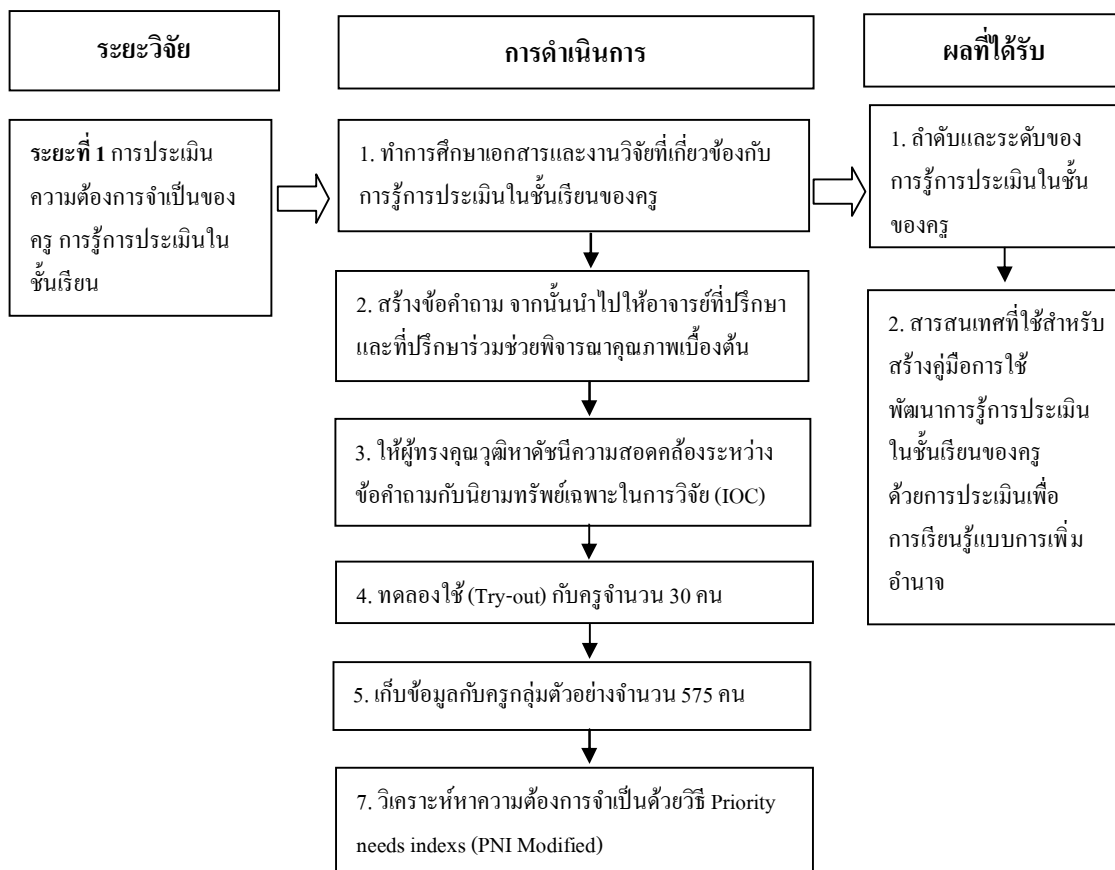 ระยะวิจัย
การดำเนินการ
ผลที่ได้รับ
ระยะที่ 1 การประเมิน
ความต้องการจำเป็นของ
ครู การรู้การประเมินใน
ชั้นเรียน
1. ทำการศึกษาเอกสารและงานวิจัยที่เกี่ยวข้องกับ
การรู้การประเมินในชั้นเรียนของครู
2. สร้างข้อคำถาม จากนั้นนำไปให้อาจารย์ที่ปรึกษา
และที่ปรึกษาร่วมช่วยพิจารณาคุณภาพเบื้องต้น
3. ให้ผู้ทรงคุณวุฒิหาดัชนีความสอดคล้องระหว่าง
ข้อคำถามกับนิยามทรัพย์เฉพาะในการวิจัย (IOC)
4. ทดลองใช้ (Try-out) กับครูจำนวน 30 คน
5. เก็บข้อมูลกับครูกลุ่มตัวอย่างจำนวน 575 คน
7. วิเคราะห์หาความต้องการจำเป็นด้วยวิธี Priority
needs indexs (PNI Modified)
1. ลำดับและระดับของ
การรู้การประเมินในชั้น
ของครู
2. สารสนเทศที่ใช้สำหรับ
สร้างคู่มือการใช้
พัฒนาการรู้การประเมิน
ในชั้นเรียนของครู
ด้วยการประเมินเพื่อ
การเรียนรู้แบบการเพิ่ม
อำนาจ